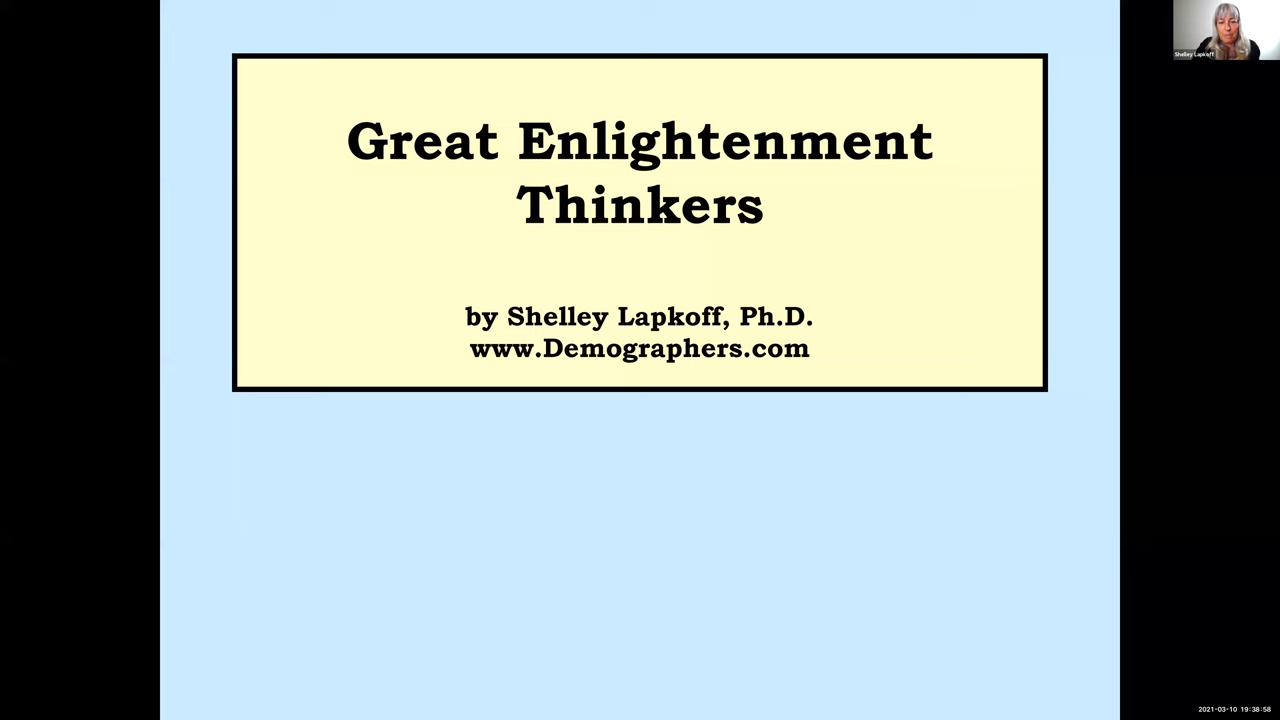 Great Enlightenment
Thinkers
by Shelley Lapkoff, Ph.D.
www.Demographers.com
Shelley Lapkoff
2021-03-10 19:38:58